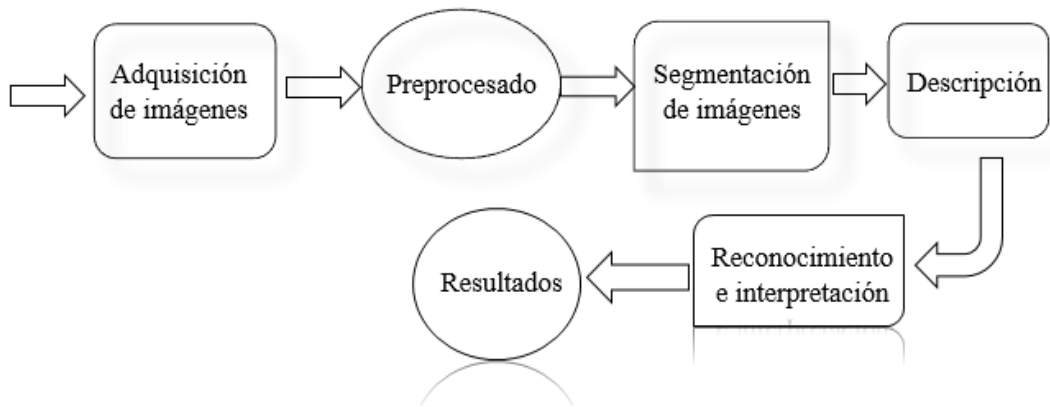 Adquisición
de imágenes
Preprocesado
Segmentación
de imágenes
Descripción
Reconocimiento
e interpretación
Resultados